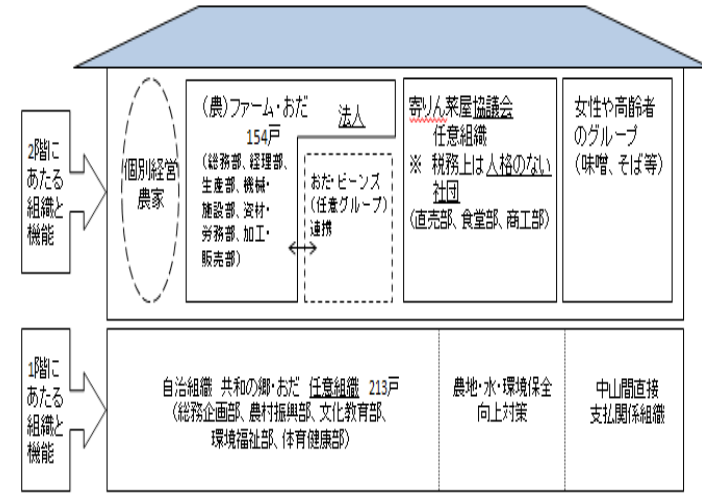 2階に
あたる
組織と
機能
個別経営
農家
（農）ファーム・おだ
154戸
（総務部、経理部、
生産部、機械・
施設部、資材・
労務部、加工・
販売部）
法人
おだ・ビーンズ
（任意グループ）
連携
寄りん菜屋協議会
任意組織
※ 税務上は人格のない
社団
（直売部、食堂部、商工部）
女性や高齢者
のグループ
（味噌、そば等）
1階に
あたる
組織と
機能
自治組織 共和の郷・おだ 任意組織 213戸
（総務企画部、農村振興部、文化教育部、
環境福祉部、体育健康部）
農地・水・環境保全
向上対策
中山間直接
支払関係組織